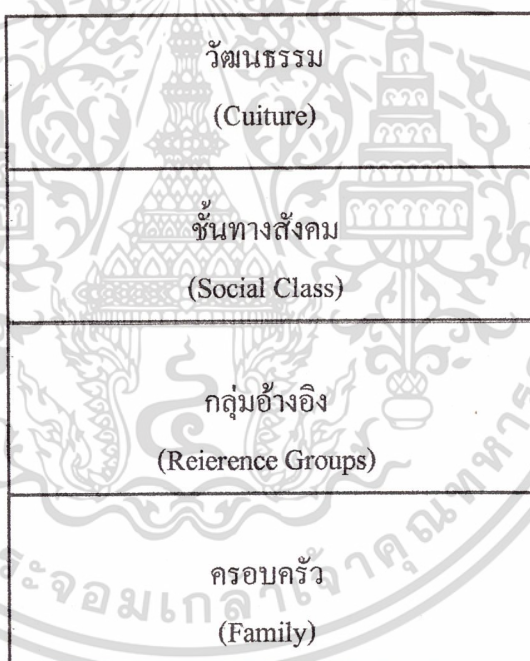 วัฒนธรรม
(Cuiture)
ชั้นทางสังคม
(Social Class)
กลุ่มอ้างอิง
(Reierence Groups)
ครอบครัว
(Family)